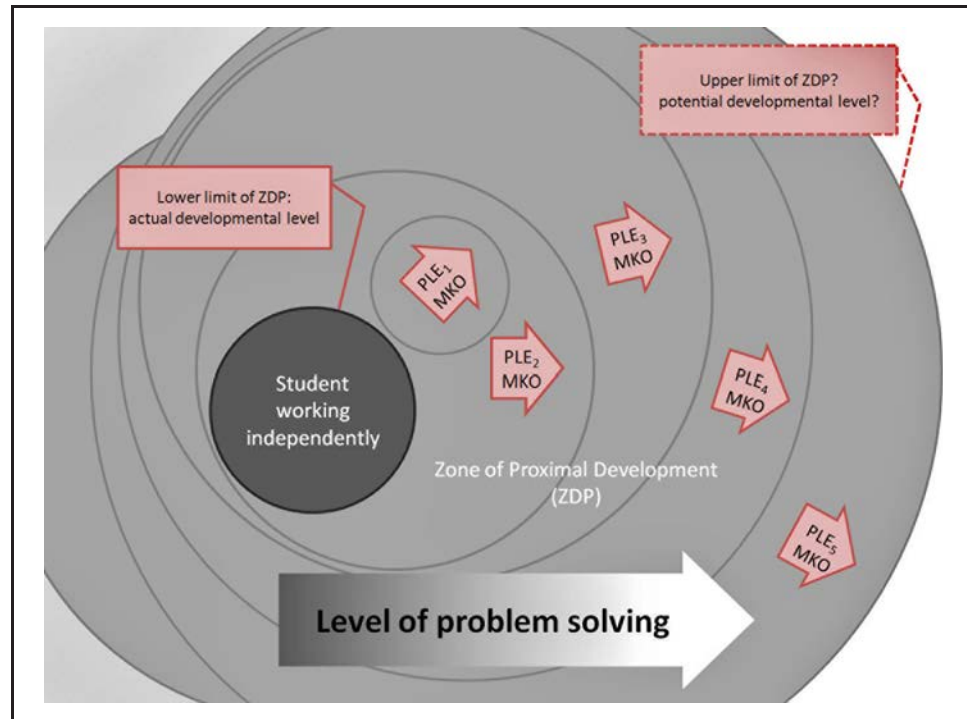 Upper limit of ZDP?
potential developmental level?
Lower limit of ZDP:
actual developmental level
PLE₁
MKO
PLE₂
MKO
PLE₃
MKO
PLE₄
MKO
PLE₅
MKO
Student
working
independently
Zone of Proximal Development
(ZDP)
Level of problem solving